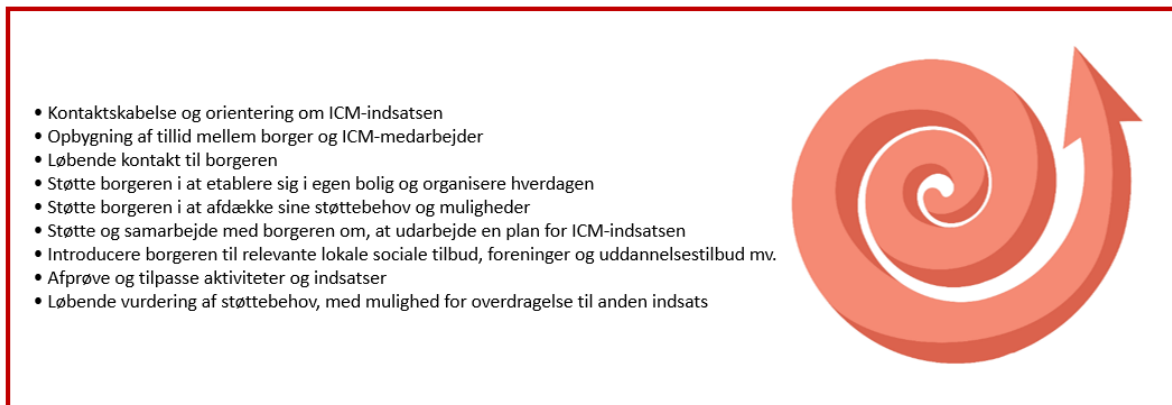 • Kontaktskabelse og orientering om ICM-indsatsen
• Opbygning af tillid mellem borger og ICM-medarbejder
• Løbende kontakt til borgeren
• Støtte borgeren i at etablere sig i egen bolig og organisere hverdagen
• Støtte borgeren i at afdække sine støttebehov og muligheder
• Støtte og samarbejde med borgeren om, at udarbejde en plan for ICM-indsatsen
• Introducere borgeren til relevante lokale sociale tilbud, foreninger og uddannelsestilbud mv.
• Afprøve og tilpasse aktiviteter og indsatser
• Løbende vurdering af støttebehov, med mulighed for overdragelse til anden indsats